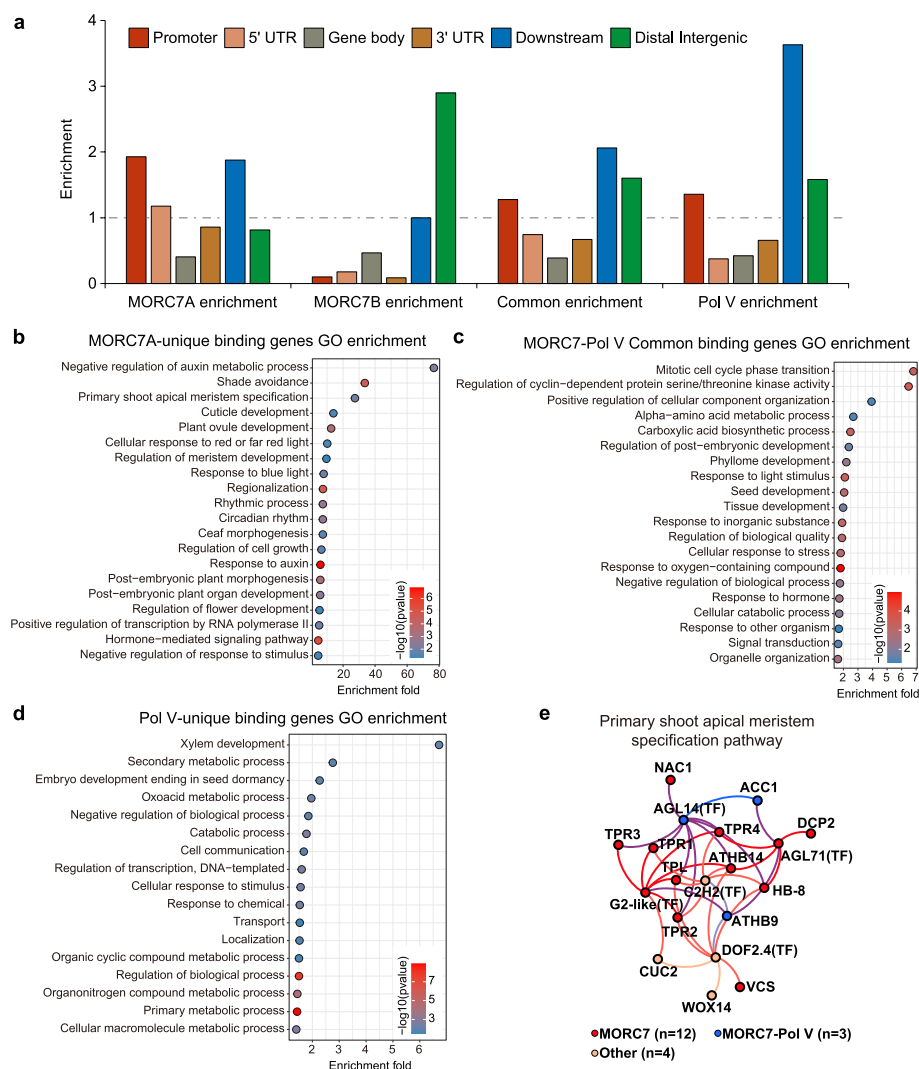 a
Promoter 5' UTR Gene body 3' UTR Downstream Distal Intergenic
Enrichment
4
3
2
1
0
MORC7A enrichment MORC7B enrichment Common enrichment Pol V enrichment
b
MORC7A-unique binding genes GO enrichment
Negative regulation of auxin metabolic process
Shade avoidance
Primary shoot apical meristem specification
Cuticle development
Plant ovule development
Cellular response to red or far red light
Regulation of meristem development
Response to blue light
Regionalization
Rhythmic process
Circadian rhythm
Ceaf morphogenesis
Regulation of cell growth
Response to auxin
Post-embryonic plant morphogenesis
Post-embryonic plant organ development
Regulation of flower development
Positive regulation of transcription by RNA polymerase II
Hormone-mediated signaling pathway
Negative regulation of response to stimulus
−log10(pvalue)
6
5
4
3
2
20 40 60 80
Enrichment fold
c
MORC7-Pol V Common binding genes GO enrichment
Mitotic cell cycle phase transition
Regulation of cyclin−dependent protein serine/threonine kinase activity
Positive regulation of cellular component organization
Alpha-amino acid metabolic process
Carboxylic acid biosynthetic process
Regulation of post-embryonic development
Phyllome development
Response to light stimulus
Seed development
Tissue development
Response to inorganic substance
Regulation of biological quality
Cellular response to stress
Response to oxygen-containing compound
Negative regulation of biological process
Response to hormone
Cellular catabolic process
Response to other organism
Signal transduction
Organelle organization
−log10(pvalue)
4
3
2
2 3 4 5 6 7
Enrichment fold
d
Pol V-unique binding genes GO enrichment
Xylem development
Secondary metabolic process
Embryo development ending in seed dormancy
Oxoacid metabolic process
Negative regulation of biological process
Catabolic process
Cell communication
Regulation of transcription, DNA-templated
Cellular response to stimulus
Response to chemical
Transport
Localization
Organic cyclic compound metabolic process
Regulation of biological process
Organonitrogen compound metabolic process
Primary metabolic process
Cellular macromolecule metabolic process
−log10(pvalue)
9
7
5
3
2 3 4 5 6
Enrichment fold
e
Primary shoot apical meristem
specification pathway
NAC1
ACC1
AGL14(TF)
DCP2
TPR3
TPR1
TPR4
AGL71(TF)
ATHB14
TPL
C2H2(TF)
HB-8
G2-like(TF)
ATHB9
TPR2
DOF2.4(TF)
CUC2
VCS
WOX14
MORC7 (n=12) MORC7-Pol V (n=3)
Other (n=4)